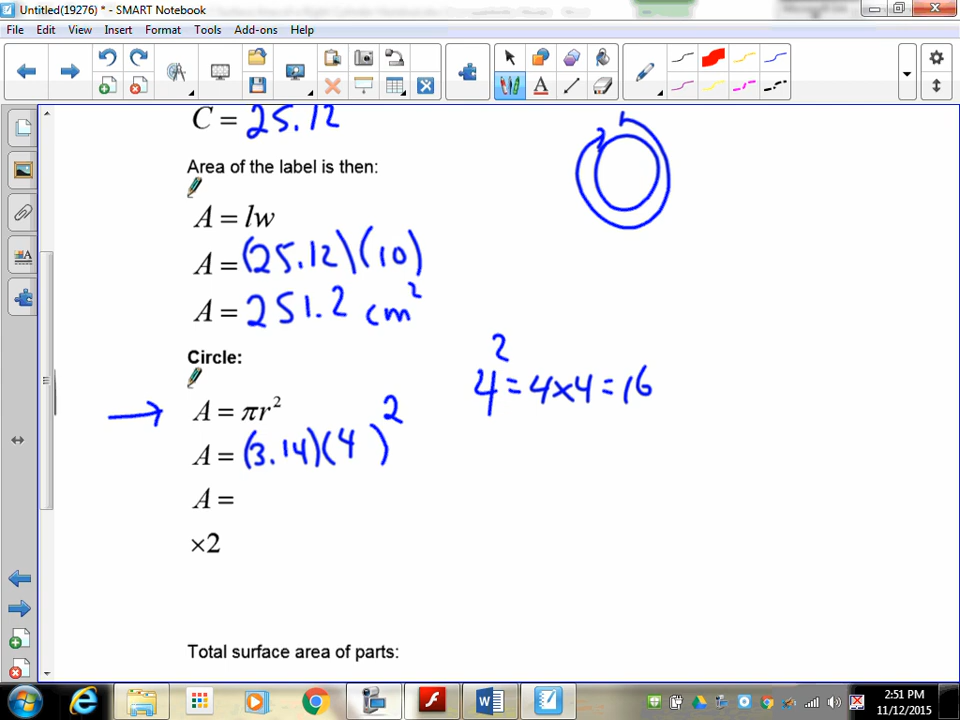 Untitled(19276) * - SMART Notebook
File Edit View Insert Format Tools Add-ons Help
C = 25.12
Area of the label is then:
A = lw
A = (25.12)(10)
A = 251.2 cm²
Circle:
4² = 4x4 = 16
A = πr²
A = (3.14)(4)²
A =
×2
Total surface area of parts:
2:51 PM
11/12/2015